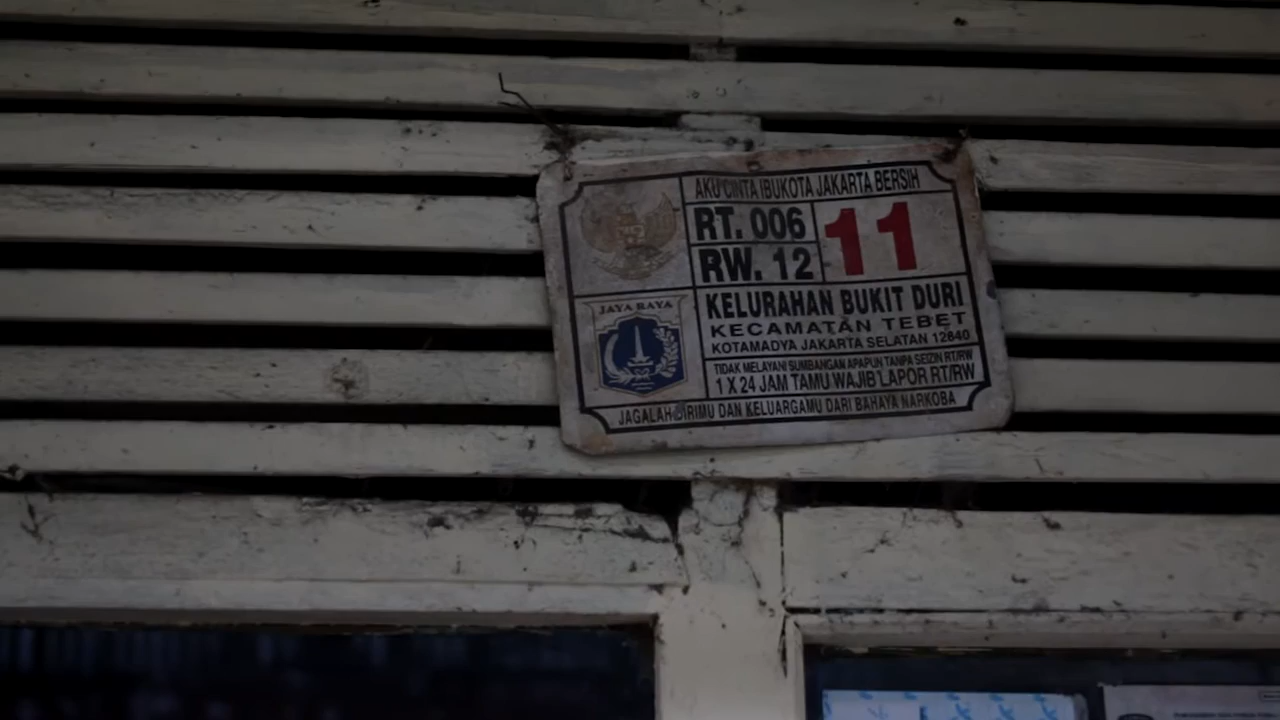 AKU CINTA IBUKOTA JAKARTA BERSIH
RT. 006
RW. 12
11
JAYA RAYA
KELURAHAN BUKIT DURI
KECAMATAN TEBET
KOTAMADYA JAKARTA SELATAN 12840
TIDAK MELAYANI SUMBANGAN APAPUN TANPA SEIZIN RT/RW
1 X 24 JAM TAMU WAJIB LAPOR RT/RW
JAGALAH DIRIMU DAN KELUARGAMU DARI BAHAYA NARKOBA